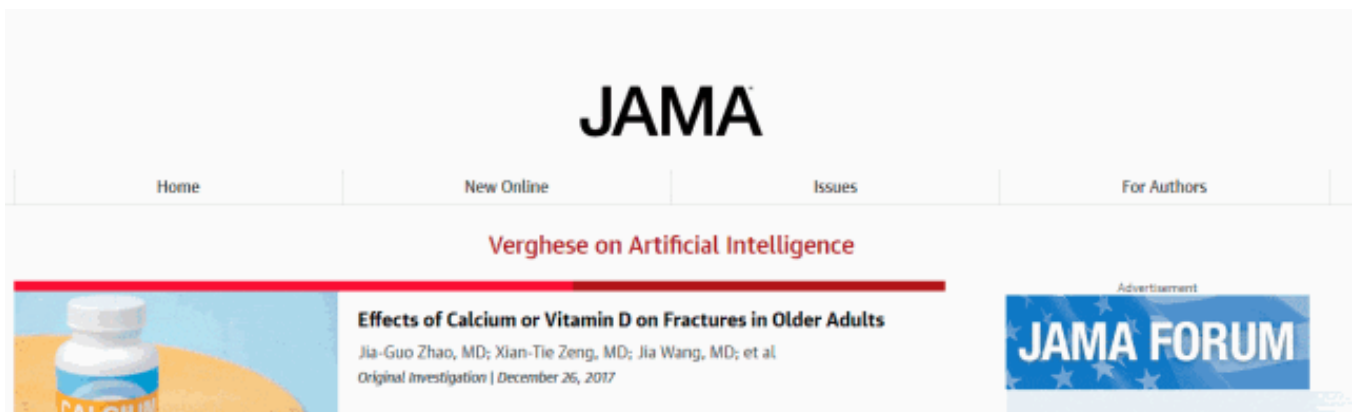 JAMA
Home
New Online
Issues
For Authors
Verghese on Artificial Intelligence
Advertisement
Effects of Calcium or Vitamin D on Fractures in Older Adults
Jia-Guo Zhao, MD; Xian-Tie Zeng, MD; Jia Wang, MD; et al
Original Investigation | December 26, 2017
JAMA FORUM
CALCIUM